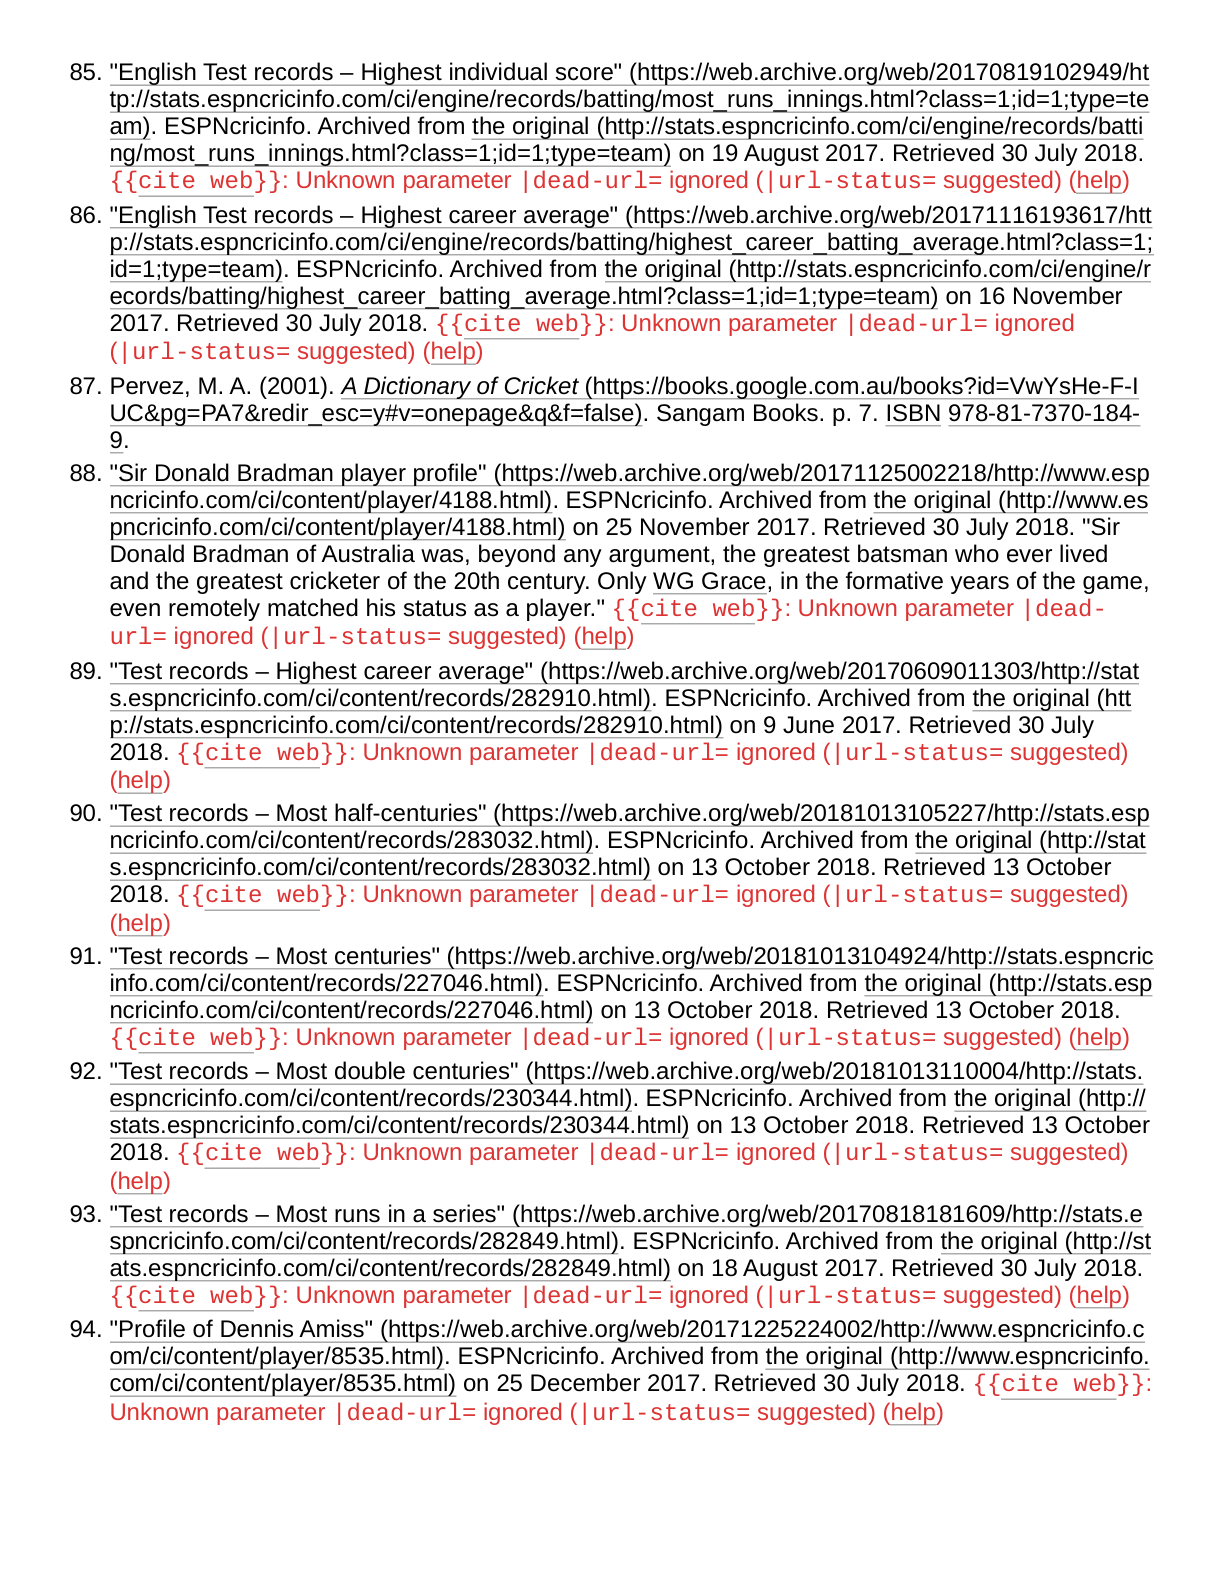 85. "English Test records – Highest individual score" (https://web.archive.org/web/20170819102949/ht
tp://stats.espncricinfo.com/ci/engine/records/batting/most_runs_innings.html?class=1;id=1;type=te
am). ESPNcricinfo. Archived from the original (http://stats.espncricinfo.com/ci/engine/records/batti
ng/most_runs_innings.html?class=1;id=1;type=team) on 19 August 2017. Retrieved 30 July 2018.
{{cite web}}: Unknown parameter |dead-url= ignored (|url-status= suggested) (help)
86. "English Test records – Highest career average" (https://web.archive.org/web/20171116193617/htt
p://stats.espncricinfo.com/ci/engine/records/batting/highest_career_batting_average.html?class=1;
id=1;type=team). ESPNcricinfo. Archived from the original (http://stats.espncricinfo.com/ci/engine/r
ecords/batting/highest_career_batting_average.html?class=1;id=1;type=team) on 16 November
2017. Retrieved 30 July 2018. {{cite web}}: Unknown parameter |dead-url= ignored
(|url-status= suggested) (help)
87. Pervez, M. A. (2001). A Dictionary of Cricket (https://books.google.com.au/books?id=VwYsHe-F-I
UC&pg=PA7&redir_esc=y#v=onepage&q&f=false). Sangam Books. p. 7. ISBN 978-81-7370-184-
9.
88. "Sir Donald Bradman player profile" (https://web.archive.org/web/20171125002218/http://www.esp
ncricinfo.com/ci/content/player/4188.html). ESPNcricinfo. Archived from the original (http://www.es
pncricinfo.com/ci/content/player/4188.html) on 25 November 2017. Retrieved 30 July 2018. "Sir
Donald Bradman of Australia was, beyond any argument, the greatest batsman who ever lived
and the greatest cricketer of the 20th century. Only WG Grace, in the formative years of the game,
even remotely matched his status as a player." {{cite web}}: Unknown parameter |dead-
url= ignored (|url-status= suggested) (help)
89. "Test records – Highest career average" (https://web.archive.org/web/20170609011303/http://stat
s.espncricinfo.com/ci/content/records/282910.html). ESPNcricinfo. Archived from the original (htt
p://stats.espncricinfo.com/ci/content/records/282910.html) on 9 June 2017. Retrieved 30 July
2018. {{cite web}}: Unknown parameter |dead-url= ignored (|url-status= suggested)
(help)
90. "Test records – Most half-centuries" (https://web.archive.org/web/20181013105227/http://stats.esp
ncricinfo.com/ci/content/records/283032.html). ESPNcricinfo. Archived from the original (http://stat
s.espncricinfo.com/ci/content/records/283032.html) on 13 October 2018. Retrieved 13 October
2018. {{cite web}}: Unknown parameter |dead-url= ignored (|url-status= suggested)
(help)
91. "Test records – Most centuries" (https://web.archive.org/web/20181013104924/http://stats.espncric
info.com/ci/content/records/227046.html). ESPNcricinfo. Archived from the original (http://stats.esp
ncricinfo.com/ci/content/records/227046.html) on 13 October 2018. Retrieved 13 October 2018.
{{cite web}}: Unknown parameter |dead-url= ignored (|url-status= suggested) (help)
92. "Test records – Most double centuries" (https://web.archive.org/web/20181013110004/http://stats.
espncricinfo.com/ci/content/records/230344.html). ESPNcricinfo. Archived from the original (http://
stats.espncricinfo.com/ci/content/records/230344.html) on 13 October 2018. Retrieved 13 October
2018. {{cite web}}: Unknown parameter |dead-url= ignored (|url-status= suggested)
(help)
93. "Test records – Most runs in a series" (https://web.archive.org/web/20170818181609/http://stats.e
spncricinfo.com/ci/content/records/282849.html). ESPNcricinfo. Archived from the original (http://st
ats.espncricinfo.com/ci/content/records/282849.html) on 18 August 2017. Retrieved 30 July 2018.
{{cite web}}: Unknown parameter |dead-url= ignored (|url-status= suggested) (help)
94. "Profile of Dennis Amiss" (https://web.archive.org/web/20171225224002/http://www.espncricinfo.c
om/ci/content/player/8535.html). ESPNcricinfo. Archived from the original (http://www.espncricinfo.
com/ci/content/player/8535.html) on 25 December 2017. Retrieved 30 July 2018. {{cite web}}:
Unknown parameter |dead-url= ignored (|url-status= suggested) (help)